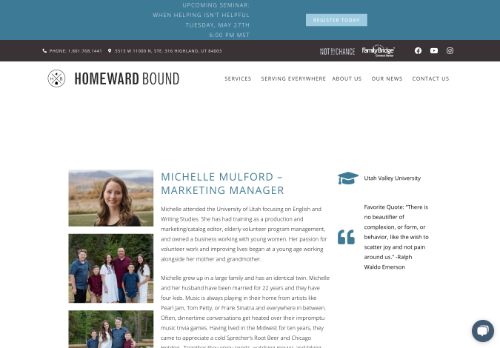 UPCOMING SEMINAR:
WHEN HELPING ISN'T HELPFUL
TUESDAY, MAY 27TH
6:00 PM MST
REGISTER TODAY
PHONE: 1.801.768.1441
5313 W 11000 N, STE. 316 HIGHLAND, UT 84003
NOT BY CHANCE
FamilyBridge
HOMEWARD BOUND
SERVICES
SERVING EVERYWHERE
ABOUT US
OUR NEWS
CONTACT US
MICHELLE MULFORD –
MARKETING MANAGER
Michelle attended the University of Utah focusing on English and
Writing Studies. She has had training as a production and
marketing/catalog editor, elderly volunteer program management,
and owned a business working with young women. Her passion for
volunteer work and improving lives began at a young age working
alongside her mother and grandmother.
Michelle grew up in a large family and has an identical twin. Michelle
and her husband have been married for 22 years and they have
four kids. Music is always playing in their home from artists like
Pearl Jam, Tom Petty, or Frank Sinatra and everywhere in between.
Often, dinnertime conversations get heated over their impromptu
music trivia games. Having lived in the Midwest for ten years, they
came to appreciate a cold Sprecher's Root Beer and Chicago
Utah Valley University
Favorite Quote: "There is
no beautifier of
complexion, or form, or
behavior, like the wish to
scatter joy and not pain
around us." -Ralph
Waldo Emerson